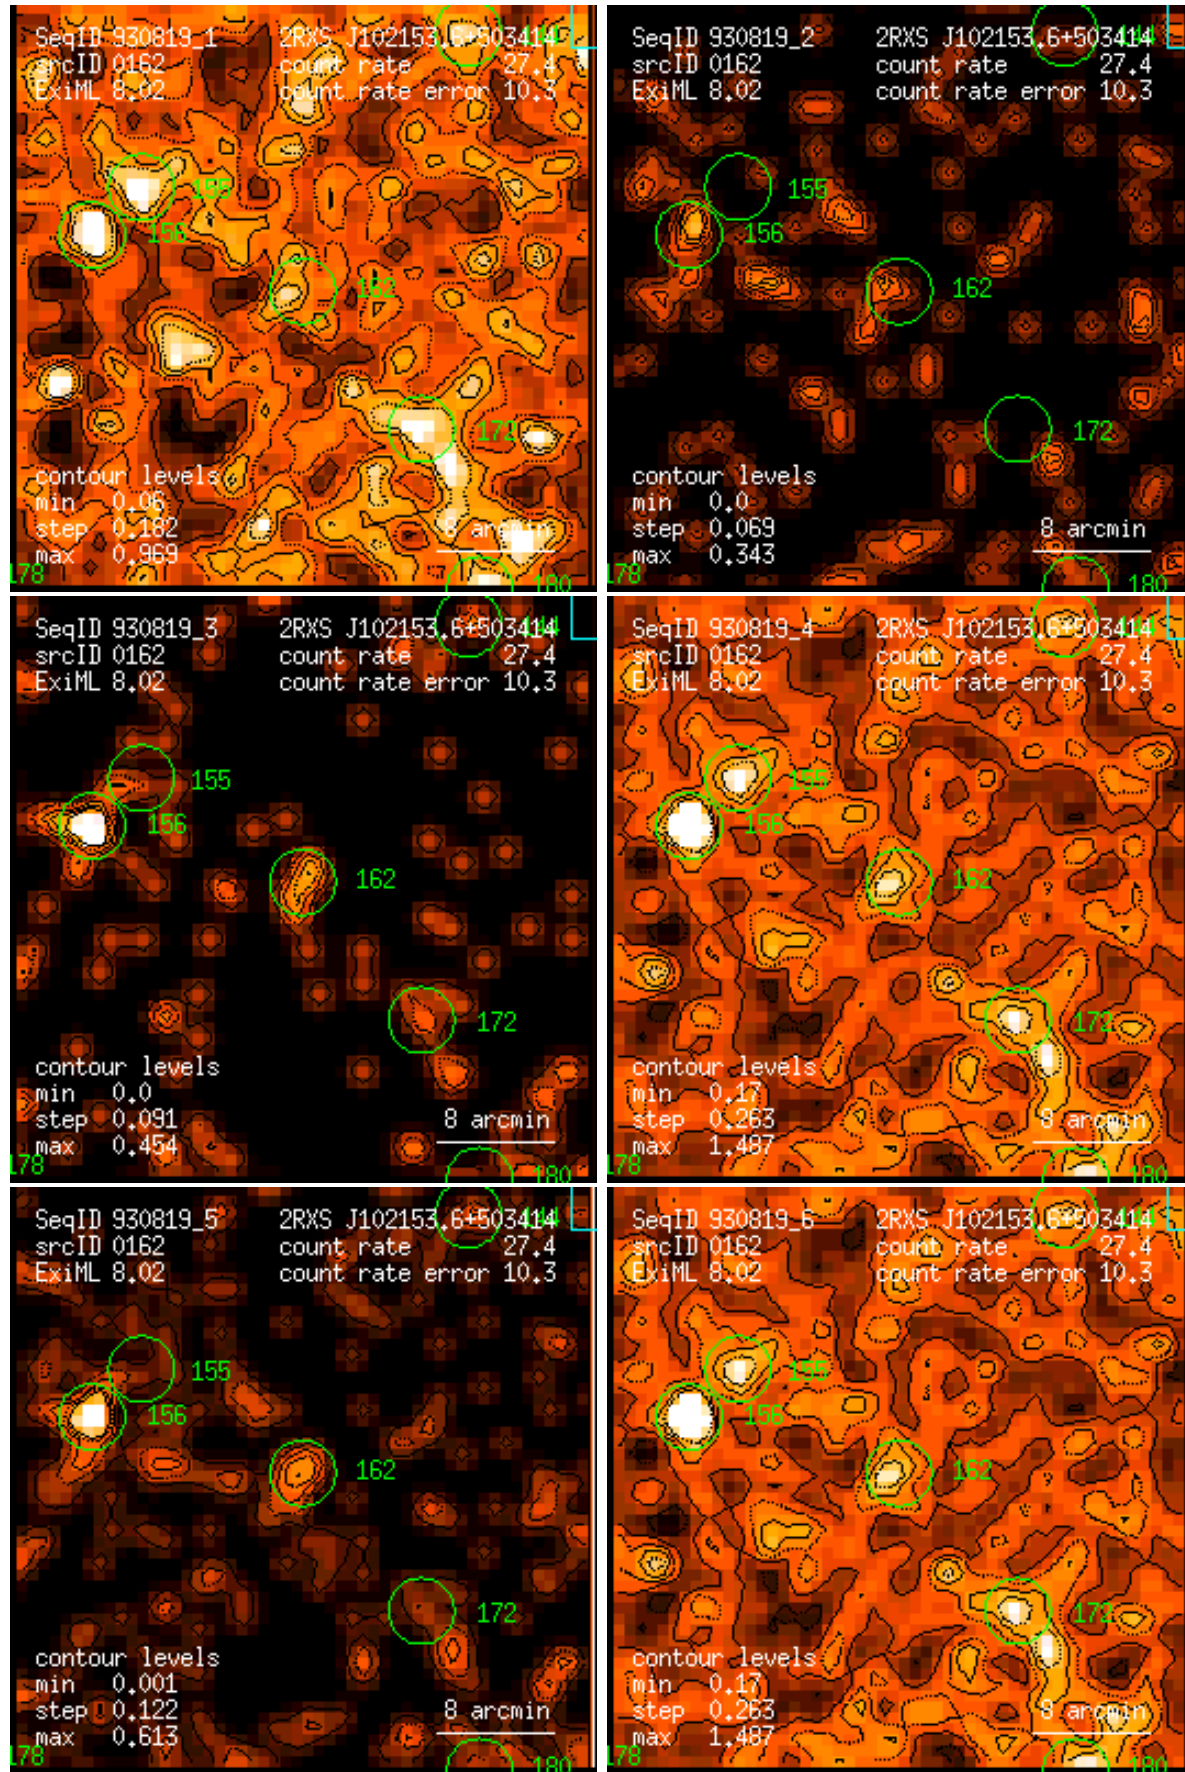 SeqID 930819_1 2RXS J102153.6+503414
srcID 0162 count rate 27.4
ExiML 8.02 count rate error 10.3
155
156
162
172
contour levels
min 0.06
step 0.182
max 0.969
8 arcmin
178
180
SeqID 930819_2 2RXS J102153.6+503414
srcID 0162 count rate 27.4
ExiML 8.02 count rate error 10.3
155
156
162
172
contour levels
min 0.0
step 0.069
max 0.343
8 arcmin
178
180
SeqID 930819_3 2RXS J102153.6+503414
srcID 0162 count rate 27.4
ExiML 8.02 count rate error 10.3
155
156
162
172
contour levels
min 0.0
step 0.091
max 0.454
8 arcmin
178
180
SeqID 930819_4 2RXS J102153.6+503414
srcID 0162 count rate 27.4
ExiML 8.02 count rate error 10.3
155
156
162
172
contour levels
min 0.17
step 0.263
max 1.487
8 arcmin
178
180
SeqID 930819_5 2RXS J102153.6+503414
srcID 0162 count rate 27.4
ExiML 8.02 count rate error 10.3
155
156
162
172
contour levels
min 0.001
step 0.122
max 0.613
8 arcmin
178
180
SeqID 930819_6 2RXS J102153.6+503414
srcID 0162 count rate 27.4
ExiML 8.02 count rate error 10.3
155
156
162
172
contour levels
min 0.17
step 0.263
max 1.487
8 arcmin
178
180